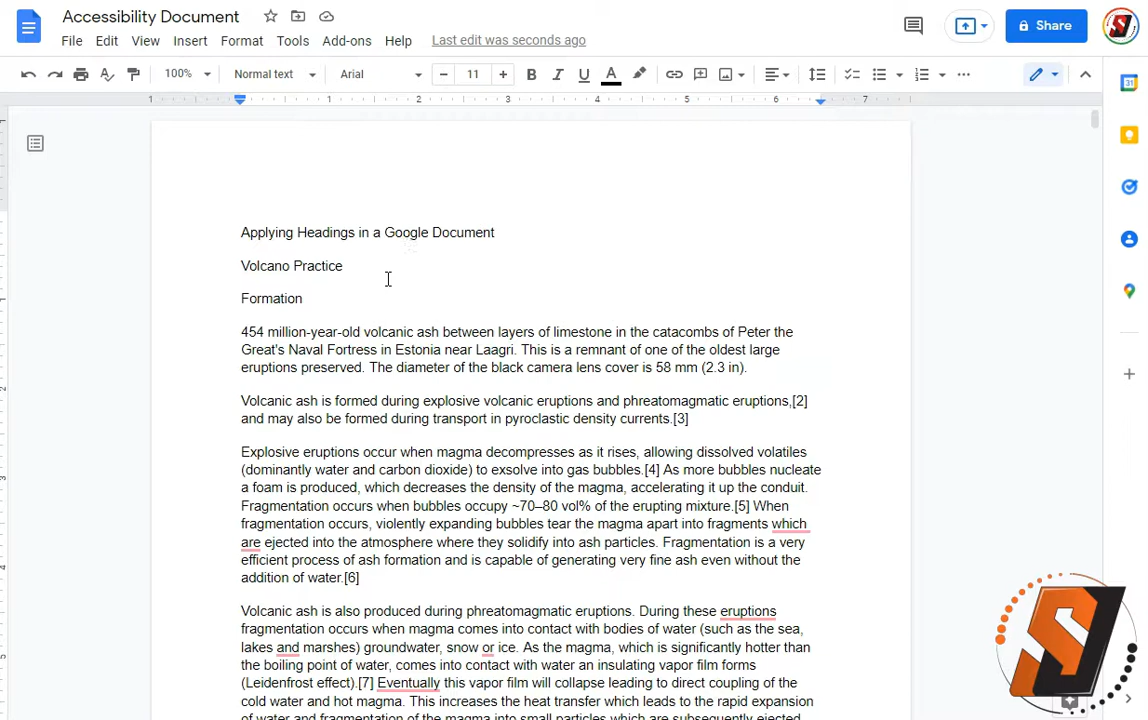 Accessibility Document
File Edit View Insert Format Tools Add-ons Help Last edit was seconds ago
Share
100% Normal text Arial 11 B I U A
1 1 2 3 4 5 6 7
31
Applying Headings in a Google Document
Volcano Practice
Formation
454 million-year-old volcanic ash between layers of limestone in the catacombs of Peter the
Great's Naval Fortress in Estonia near Laagri. This is a remnant of one of the oldest large
eruptions preserved. The diameter of the black camera lens cover is 58 mm (2.3 in).
Volcanic ash is formed during explosive volcanic eruptions and phreatomagmatic eruptions,[2]
and may also be formed during transport in pyroclastic density currents.[3]
Explosive eruptions occur when magma decompresses as it rises, allowing dissolved volatiles
(dominantly water and carbon dioxide) to exsolve into gas bubbles.[4] As more bubbles nucleate
a foam is produced, which decreases the density of the magma, accelerating it up the conduit.
Fragmentation occurs when bubbles occupy ~70–80 vol% of the erupting mixture.[5] When
fragmentation occurs, violently expanding bubbles tear the magma apart into fragments which
are ejected into the atmosphere where they solidify into ash particles. Fragmentation is a very
efficient process of ash formation and is capable of generating very fine ash even without the
addition of water.[6]
Volcanic ash is also produced during phreatomagmatic eruptions. During these eruptions
fragmentation occurs when magma comes into contact with bodies of water (such as the sea,
lakes and marshes) groundwater, snow or ice. As the magma, which is significantly hotter than
the boiling point of water, comes into contact with water an insulating vapor film forms
(Leidenfrost effect).[7] Eventually this vapor film will collapse leading to direct coupling of the
cold water and hot magma. This increases the heat transfer which leads to the rapid expansion
of water and fragmentation of the magma into small particles which are subsequently ejected